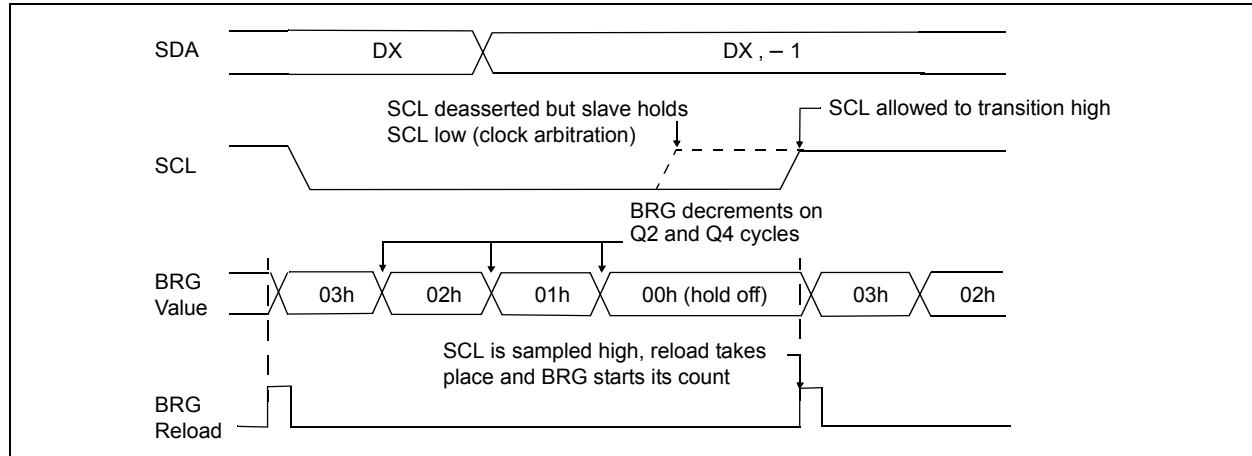 SDA
DX
DX , – 1
SCL deasserted but slave holds
SCL low (clock arbitration)
SCL allowed to transition high
SCL
BRG decrements on
Q2 and Q4 cycles
BRG
Value
03h
02h
01h
00h (hold off)
03h
02h
SCL is sampled high, reload takes
place and BRG starts its count
BRG
Reload